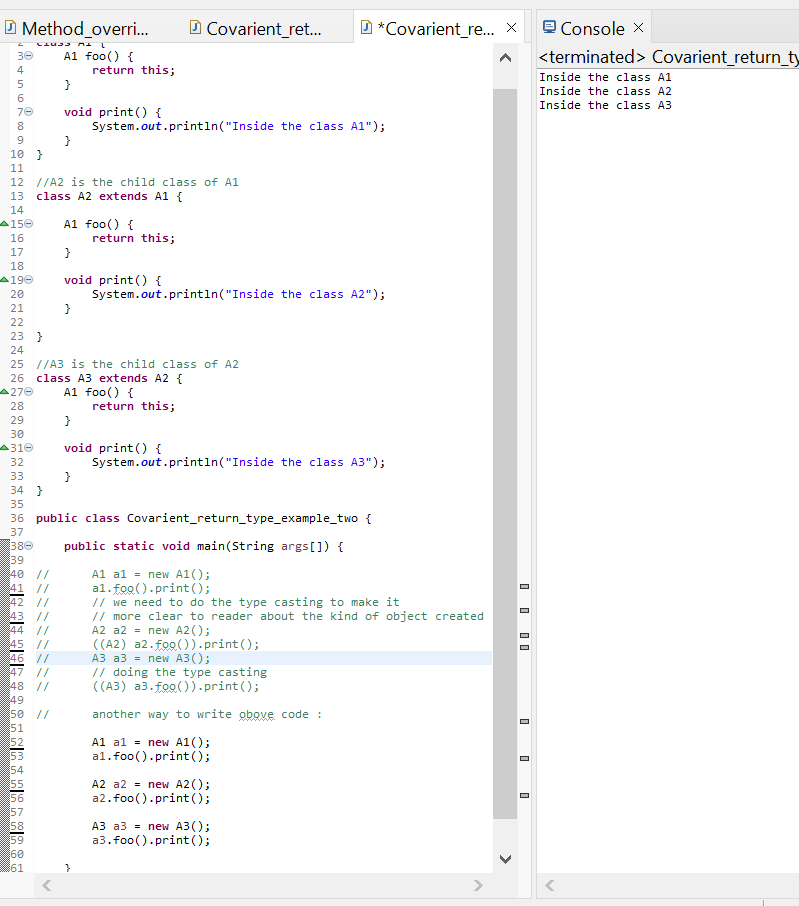 Method_overri...
Covarient_ret...
*Covarient_re...
Console
<terminated> Covarient_return_ty
Inside the class A1
Inside the class A2
Inside the class A3
2 class A1 {
3 A1 foo() {
4 return this;
5 }
6
7 void print() {
8 System.out.println("Inside the class A1");
9 }
10 }
11
12 //A2 is the child class of A1
13 class A2 extends A1 {
14
15 A1 foo() {
16 return this;
17 }
18
19 void print() {
20 System.out.println("Inside the class A2");
21 }
22
23 }
24
25 //A3 is the child class of A2
26 class A3 extends A2 {
27 A1 foo() {
28 return this;
29 }
30
31 void print() {
32 System.out.println("Inside the class A3");
33 }
34 }
35
36 public class Covarient_return_type_example_two {
37
38 public static void main(String args[]) {
39
40 // A1 a1 = new A1();
41 // a1.foo().print();
42 // // we need to do the type casting to make it
43 // // more clear to reader about the kind of object created
44 // A2 a2 = new A2();
45 // ((A2) a2.foo()).print();
46 // A3 a3 = new A3();
47 // // doing the type casting
48 // ((A3) a3.foo()).print();
49
50 // another way to write obove code :
51
52 A1 a1 = new A1();
53 a1.foo().print();
54
55 A2 a2 = new A2();
56 a2.foo().print();
57
58 A3 a3 = new A3();
59 a3.foo().print();
60
61 }